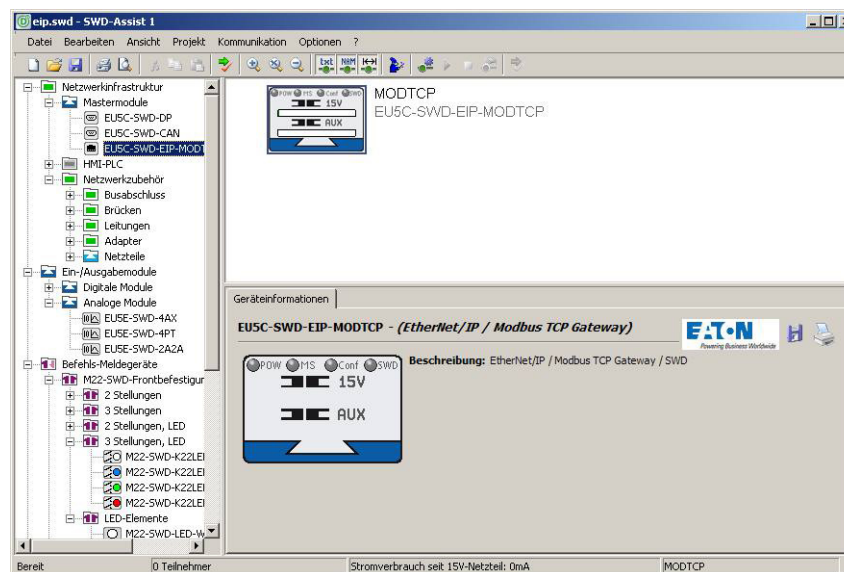 eip.swd - SWD-Assist 1
Datei Bearbeiten Ansicht Projekt Kommunikation Optionen ?
txt NAM
Netzwerkinfrastruktur
Mastermodule
EU5C-SWD-DP
EU5C-SWD-CAN
EU5C-SWD-EIP-MODT
HMI-PLC
Netzwerkzubehör
Busabschluss
Brücken
Leitungen
Adapter
Netzteile
Ein-/Ausgabemodule
Digitale Module
Analoge Module
EU5E-SWD-4AX
EU5E-SWD-4PT
EU5E-SWD-2A2A
Befehls-Meldegeräte
M22-SWD-Frontbefestigur
2 Stellungen
3 Stellungen
2 Stellungen, LED
3 Stellungen, LED
M22-SWD-K22LEI
M22-SWD-K22LEI
M22-SWD-K22LEI
M22-SWD-K22LEI
LED-Elemente
M22-SWD-LED-W
POW MS Conf SWD
15V
AUX
MODTCP
EU5C-SWD-EIP-MODTCP
Geräteinformationen
EU5C-SWD-EIP-MODTCP - (EtherNet/IP / Modbus TCP Gateway)
EATON
Powering Business Worldwide
POW MS Conf SWD
15V
AUX
Beschreibung: EtherNet/IP / Modbus TCP Gateway / SWD
Bereit 0 Teilnehmer Stromverbrauch seit 15V-Netzteil: 0mA MODTCP